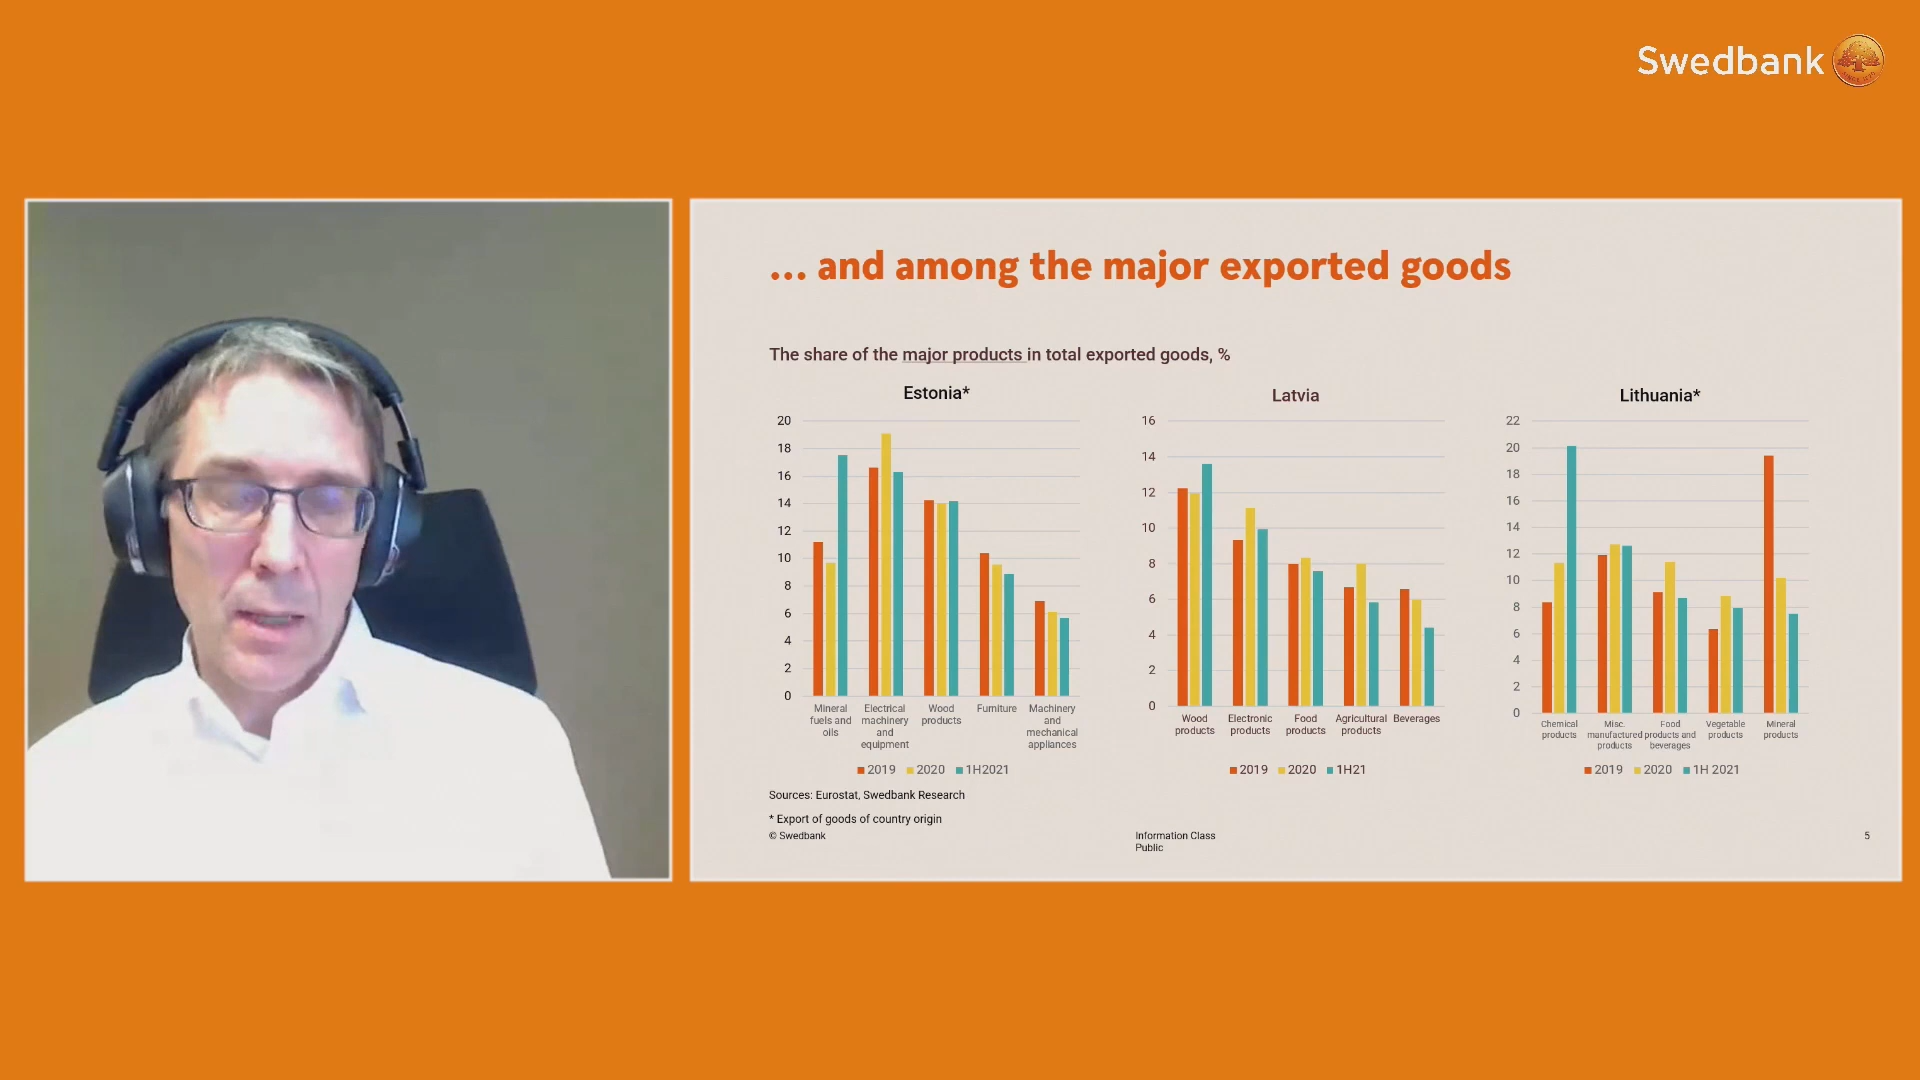 Swedbank
... and among the major exported goods
The share of the major products in total exported goods, %
Estonia*
20
18
16
14
12
10
8
6
4
2
0
Mineral
fuels and
oils
Electrical
machinery
and
equipment
Wood
products
Furniture
Machinery
and
mechanical
appliances
2019 2020 1H2021
Latvia
16
14
12
10
8
6
4
2
0
Wood
products
Electronic
products
Food
products
Agricultural
products
Beverages
2019 2020 1H21
Lithuania*
22
20
18
16
14
12
10
8
6
4
2
0
Chemical
products
Misc.
manufactured
products
Food
products and
beverages
Vegetable
products
Mineral
products
2019 2020 1H 2021
Sources: Eurostat, Swedbank Research
* Export of goods of country origin
© Swedbank
Information Class
Public
5